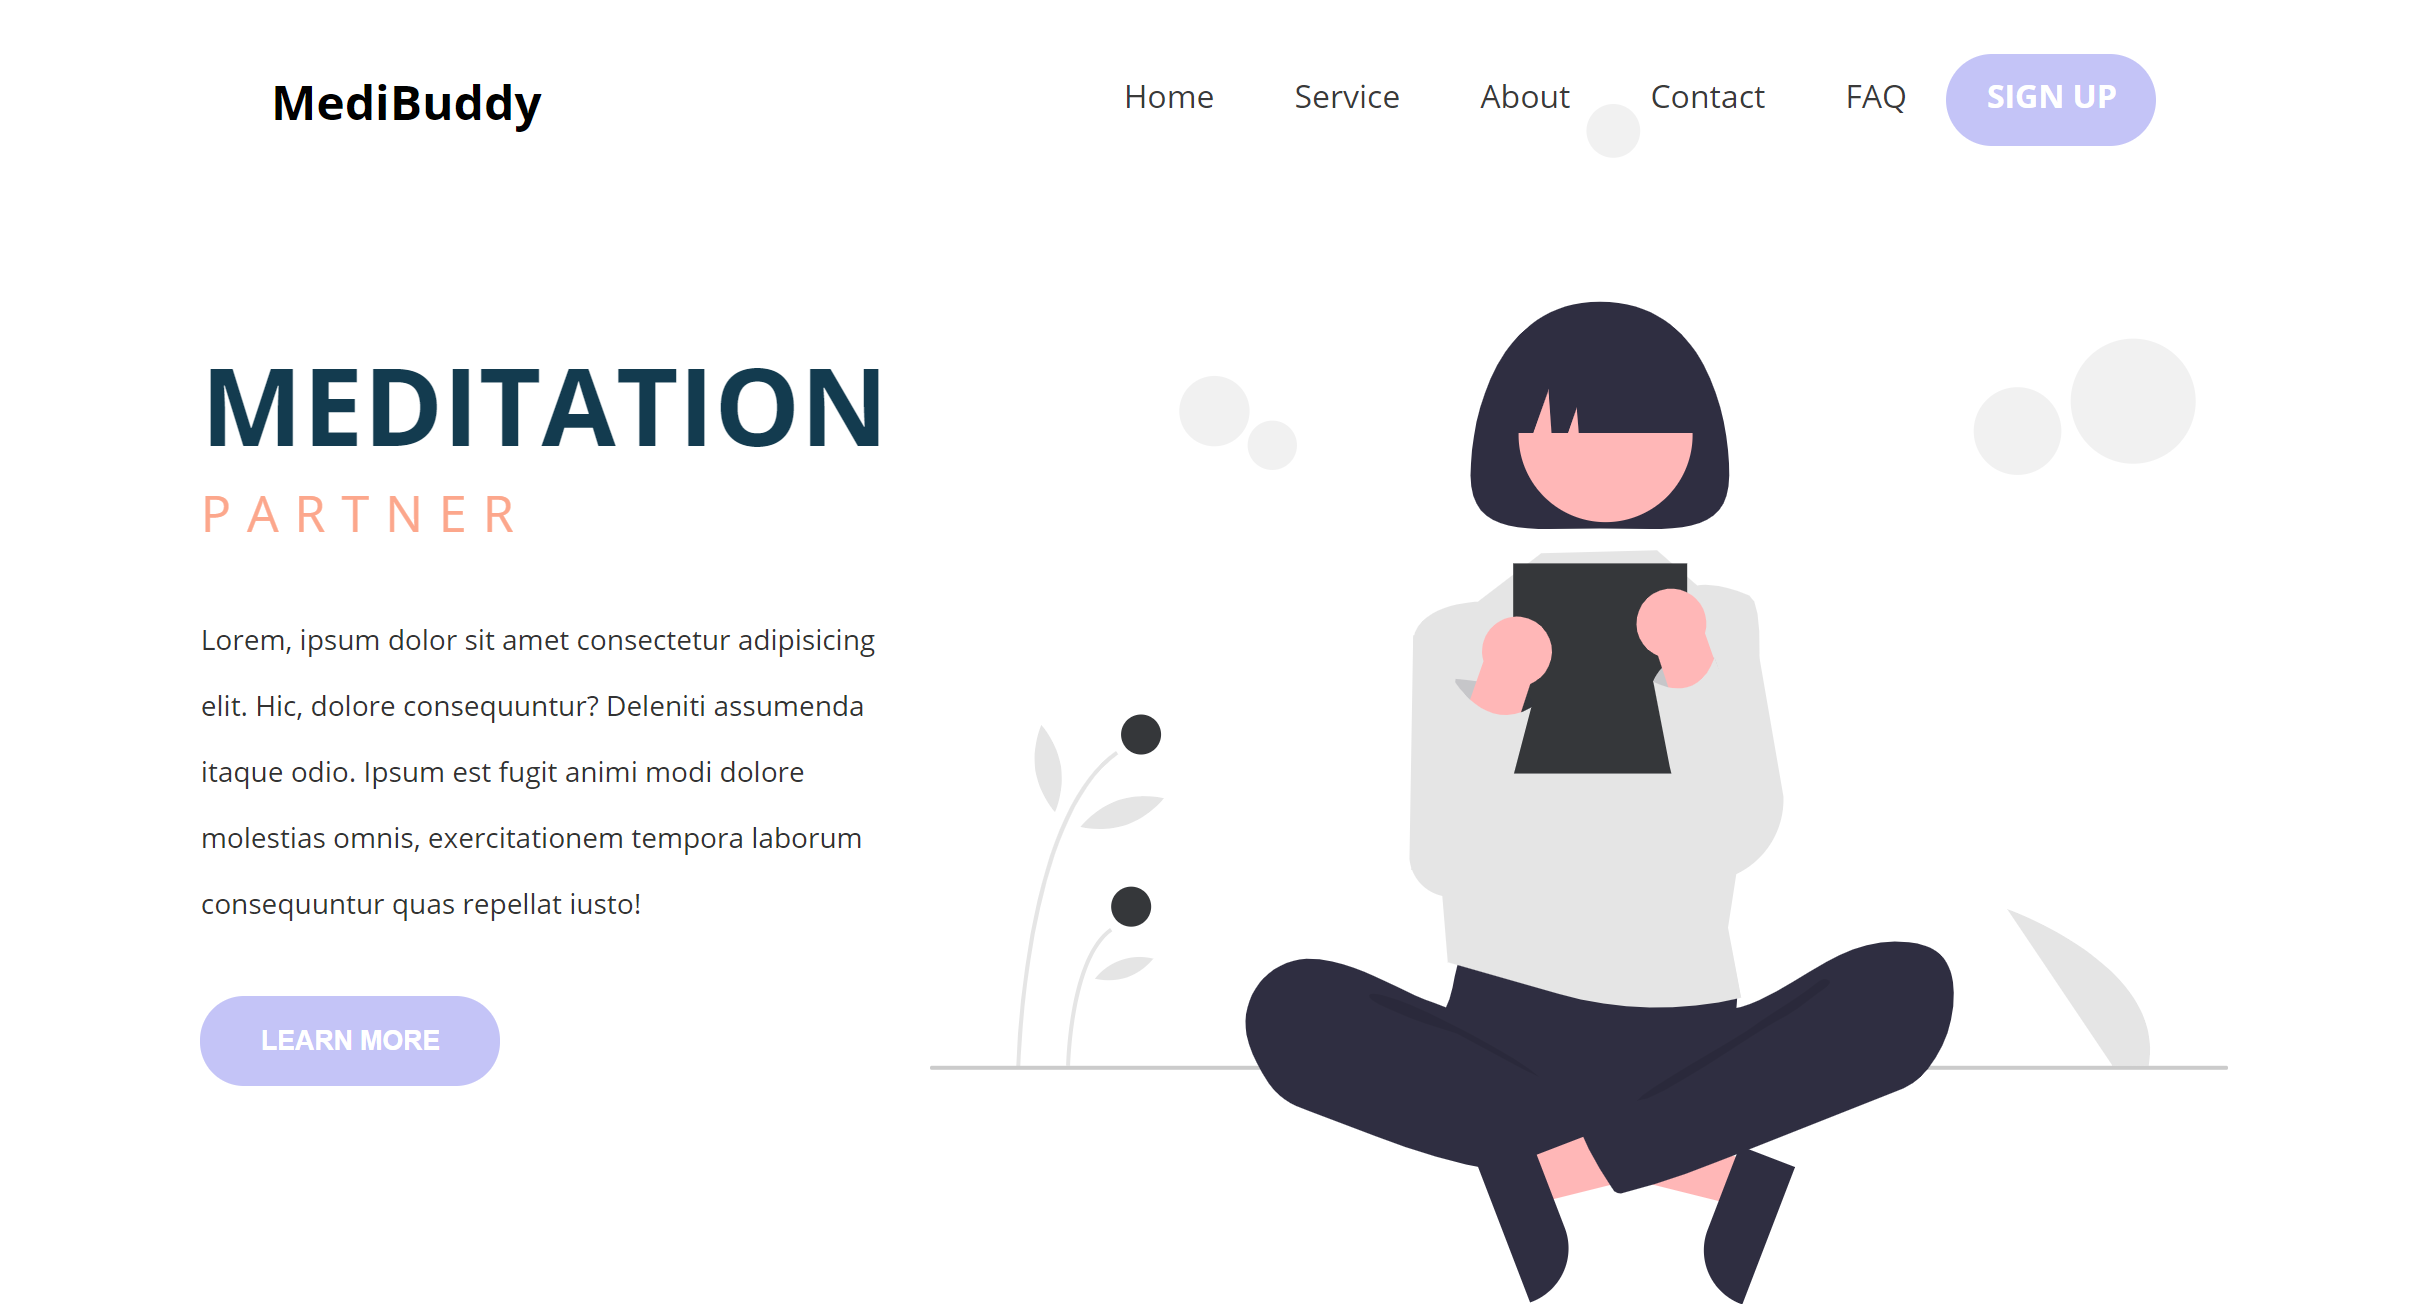 MediBuddy
Home Service About Contact FAQ SIGN UP
MEDITATION
PARTNER
Lorem, ipsum dolor sit amet consectetur adipisicing
elit. Hic, dolore consequuntur? Deleniti assumenda
itaque odio. Ipsum est fugit animi modi dolore
molestias omnis, exercitationem tempora laborum
consequuntur quas repellat iusto!
LEARN MORE